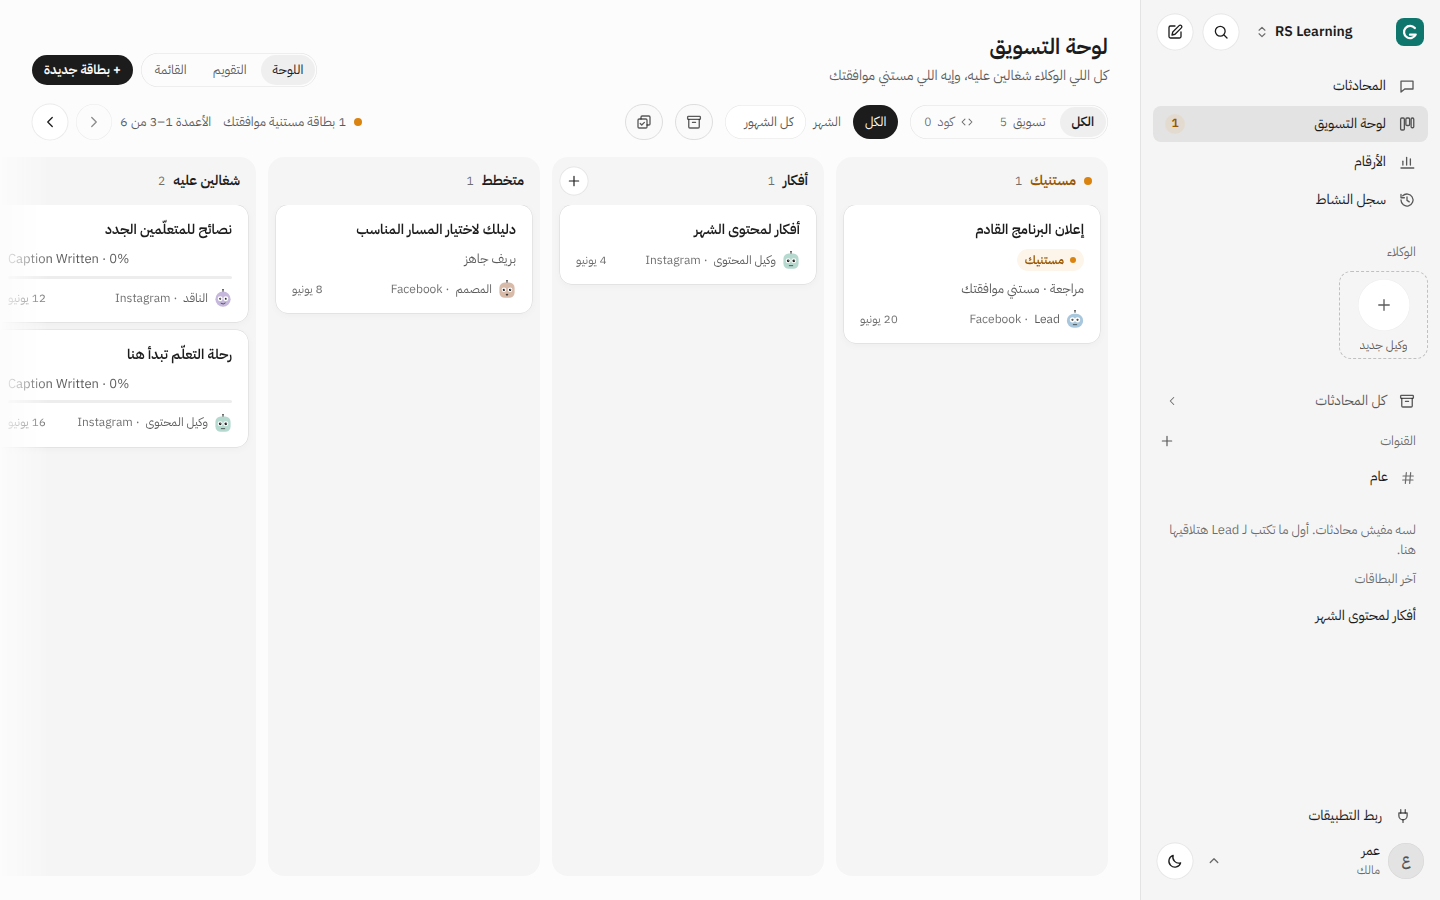 RS Learning
المحادثات
لوحة التسويق 1
الأرقام
سجل النشاط
الوكلاء
وكيل جديد
كل المحادثات
القنوات
عام
لسه مفيش محادثات. أول ما تكتب لـ Lead هتلاقيها
هنا.
آخر البطاقات
أفكار لمحتوى الشهر
ربط التطبيقات
ع
عمر
مالك
لوحة التسويق
كل اللي الوكلاء شغالين عليه، وإيه اللي مستني موافقتك
اللوحة التقويم القائمة
+ بطاقة جديدة
الكل تسويق 5 كود 0
الكل الشهر كل الشهور
1 بطاقة مستنية موافقتك الأعمدة 1–3 من 6
مستنيك 1
إعلان البرنامج القادم
مستنيك
مراجعة · مستني موافقتك
Lead · Facebook 20 يونيو
أفكار 1
أفكار لمحتوى الشهر
وكيل المحتوى · Instagram 4 يونيو
متخطط 1
دليلك لاختيار المسار المناسب
بريف جاهز
المصمم · Facebook 8 يونيو
شغالين عليه 2
نصائح للمتعلّمين الجدد
Caption Written · 0%
الناقد · Instagram 12 يونيو
رحلة التعلّم تبدأ هنا
Caption Written · 0%
وكيل المحتوى · Instagram 16 يونيو